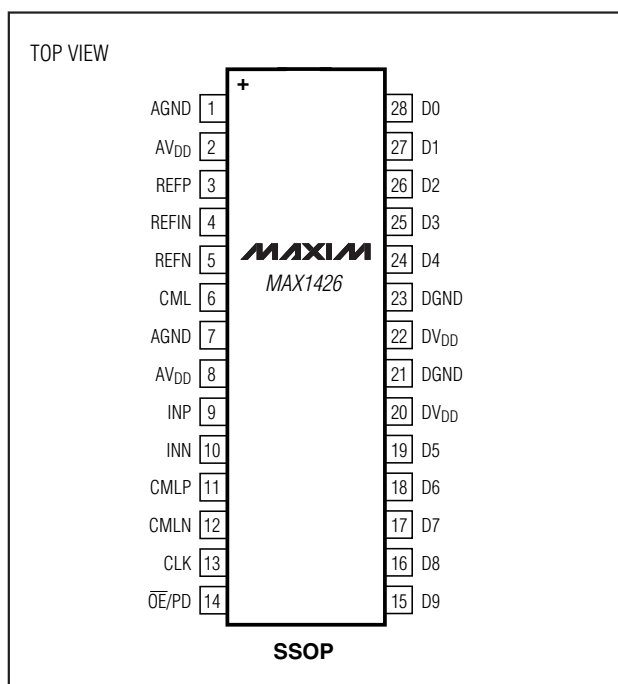 TOP VIEW
+
AGND 1 28 D0
AVDD 2 27 D1
REFP 3 26 D2
REFIN 4 25 D3
REFN 5 24 D4
MAXIM
MAX1426
CML 6 23 DGND
AGND 7 22 DVDD
AVDD 8 21 DGND
INP 9 20 DVDD
INN 10 19 D5
CMLP 11 18 D6
CMLN 12 17 D7
CLK 13 16 D8
O̅E̅/PD 14 15 D9
SSOP